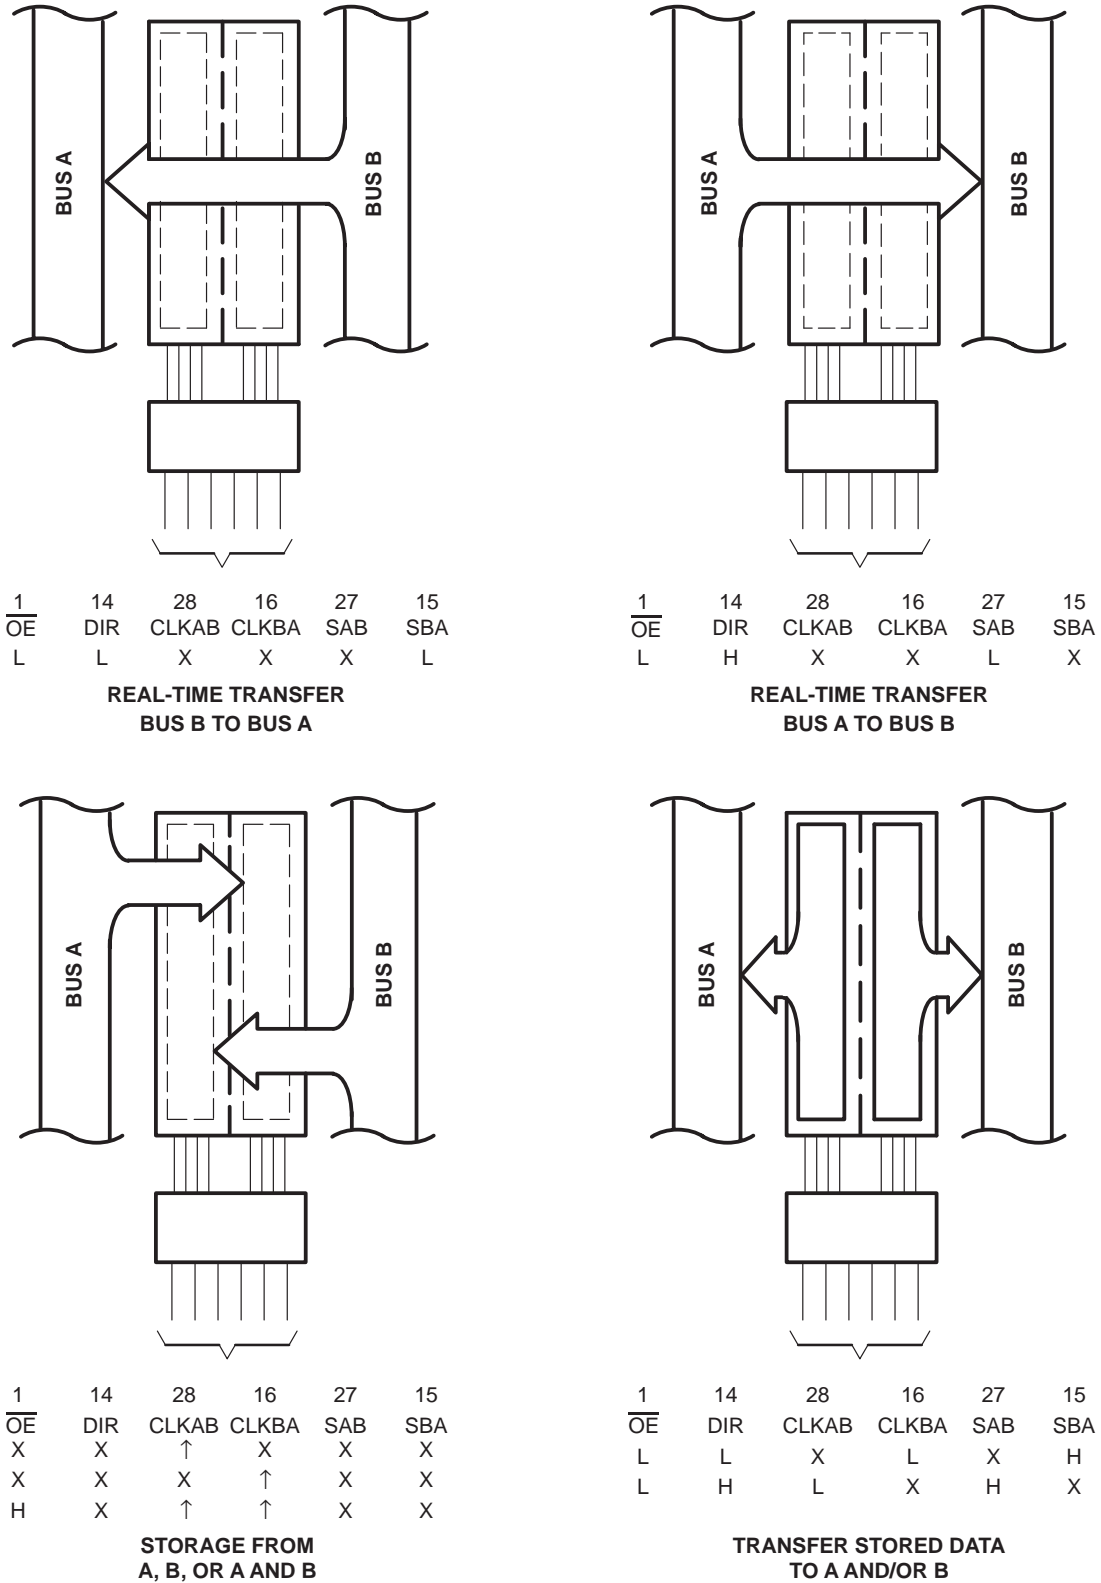 BUS A
BUS B
BUS A
BUS B
1 14 28 16 27 15
OE DIR CLKAB CLKBA SAB SBA
L L X X X L
REAL-TIME TRANSFER
BUS B TO BUS A
1 14 28 16 27 15
OE DIR CLKAB CLKBA SAB SBA
L H X X L X
REAL-TIME TRANSFER
BUS A TO BUS B
BUS A
BUS B
BUS A
BUS B
1 14 28 16 27 15
OE DIR CLKAB CLKBA SAB SBA
X X ↑ X X X
X X X ↑ X X
H X ↑ ↑ X X
STORAGE FROM
A, B, OR A AND B
1 14 28 16 27 15
OE DIR CLKAB CLKBA SAB SBA
L L X L X H
L H L X H X
TRANSFER STORED DATA
TO A AND/OR B